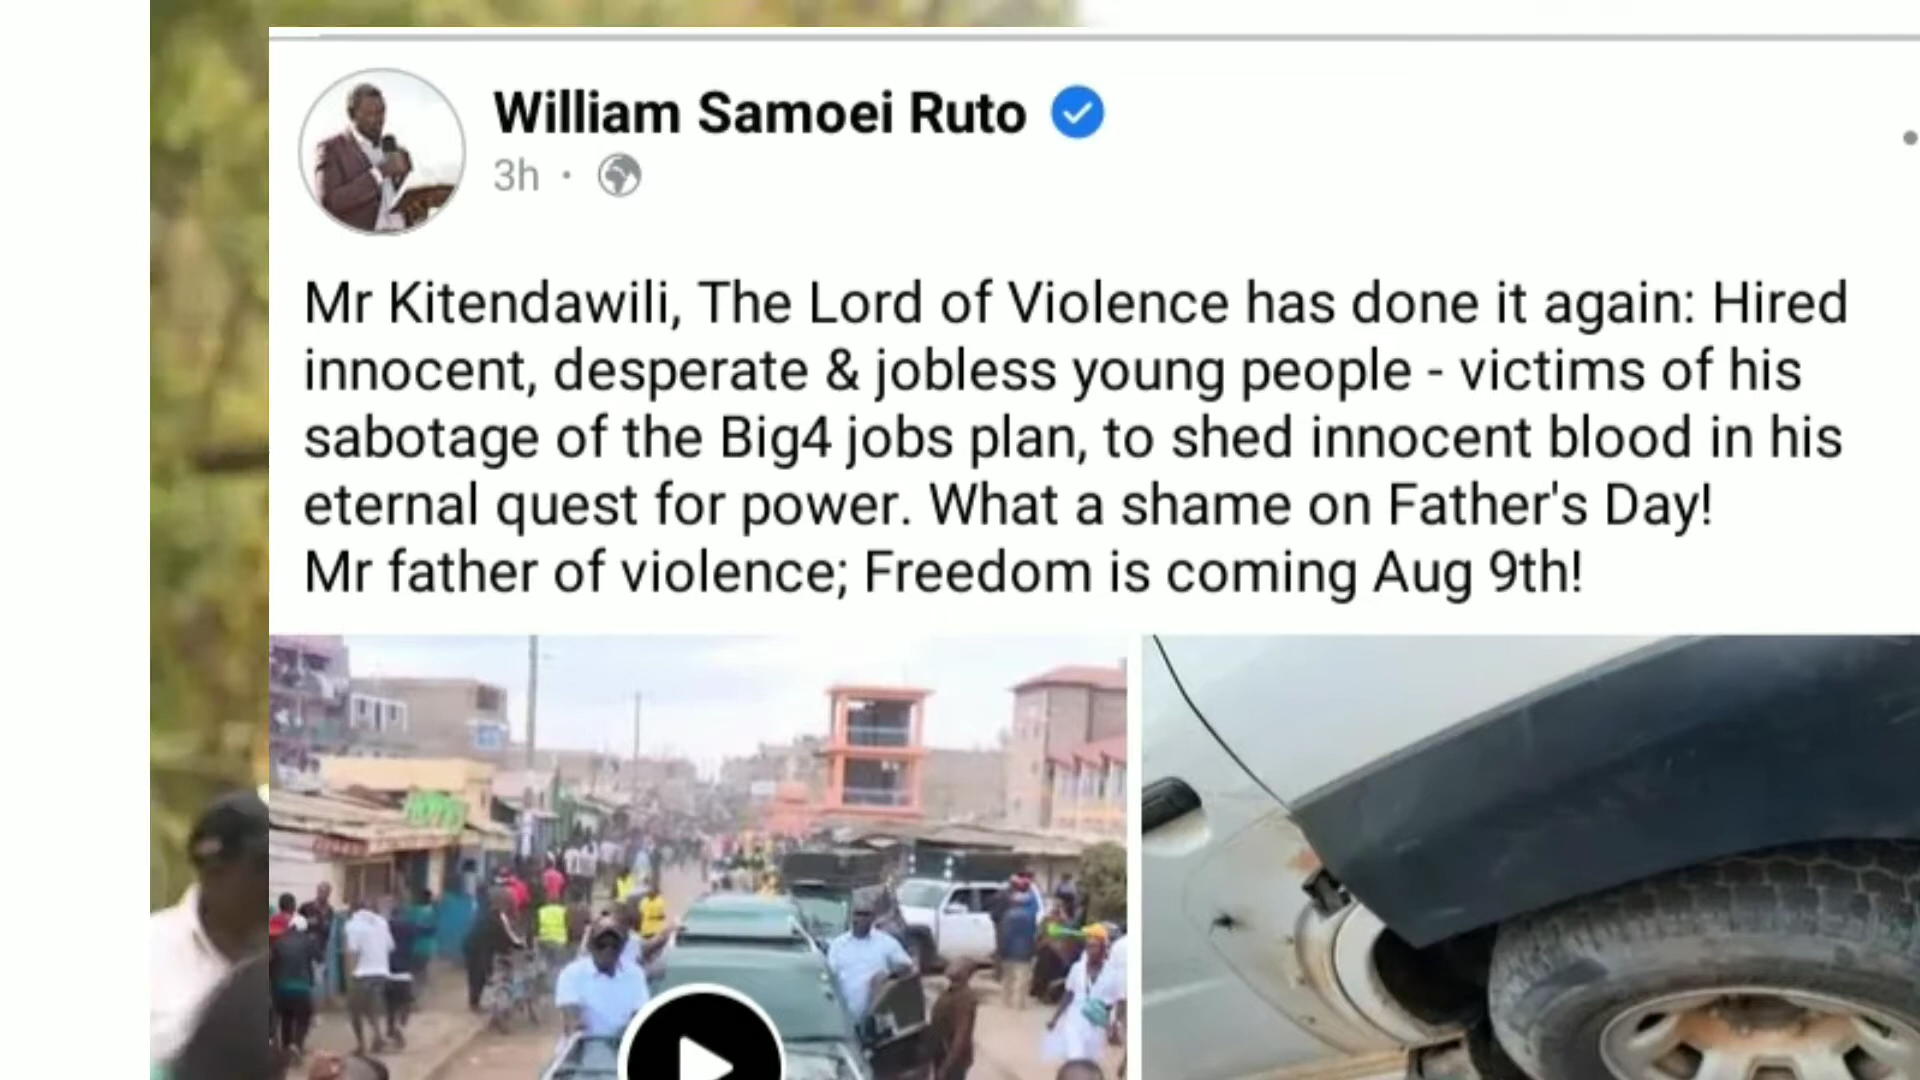 William Samoei Ruto
3h ·
Mr Kitendawili, The Lord of Violence has done it again: Hired
innocent, desperate & jobless young people - victims of his
sabotage of the Big4 jobs plan, to shed innocent blood in his
eternal quest for power. What a shame on Father's Day!
Mr father of violence; Freedom is coming Aug 9th!